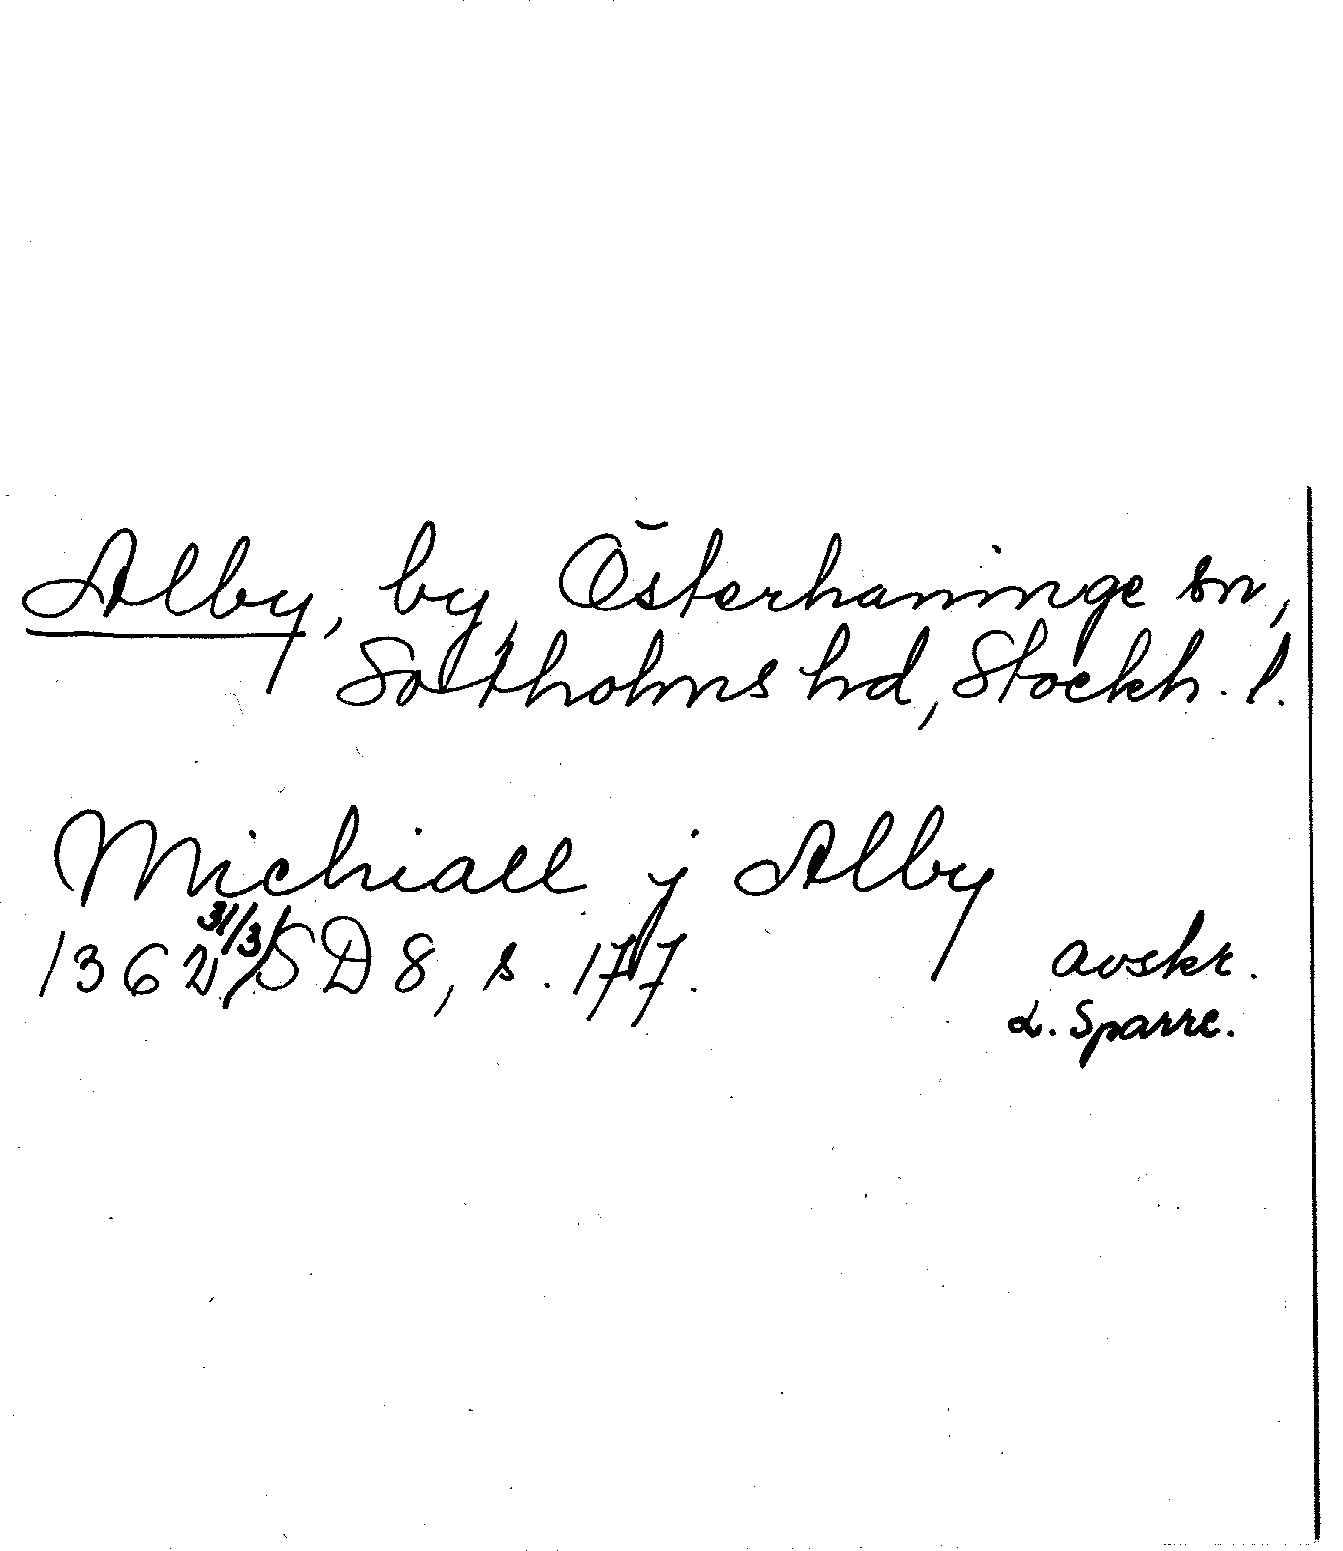 Alby, by, Österhaninge sn,
Sotholms hd, Stockh. l.
Michiall j Alby
1362 31/3 SD 8, s. 177. avskr.
L. Sparre.